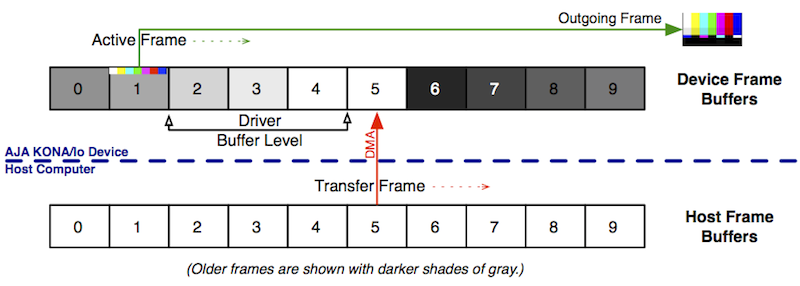 Outgoing Frame
Active Frame
0 1 2 3 4 5 6 7 8 9
Device Frame
Buffers
Driver
Buffer Level
DMA
AJA KONA/Io Device
Host Computer
Transfer Frame
0 1 2 3 4 5 6 7 8 9
Host Frame
Buffers
(Older frames are shown with darker shades of gray.)